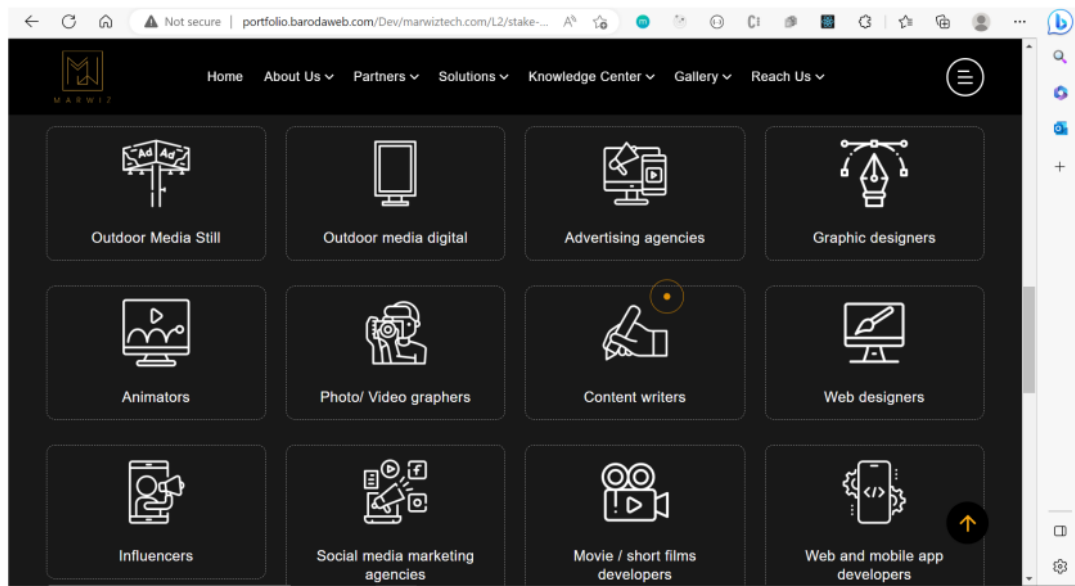 Not secure
portfolio.barodaweb.com/Dev/marwiztech.com/L2/stake-...
MARWIZ
Home
About Us
Partners
Solutions
Knowledge Center
Gallery
Reach Us
Ad Ad
Outdoor Media Still
Outdoor media digital
Advertising agencies
Graphic designers
Animators
Photo/ Video graphers
Content writers
Web designers
Influencers
Social media marketing
agencies
Movie / short films
developers
</>
Web and mobile app
developers